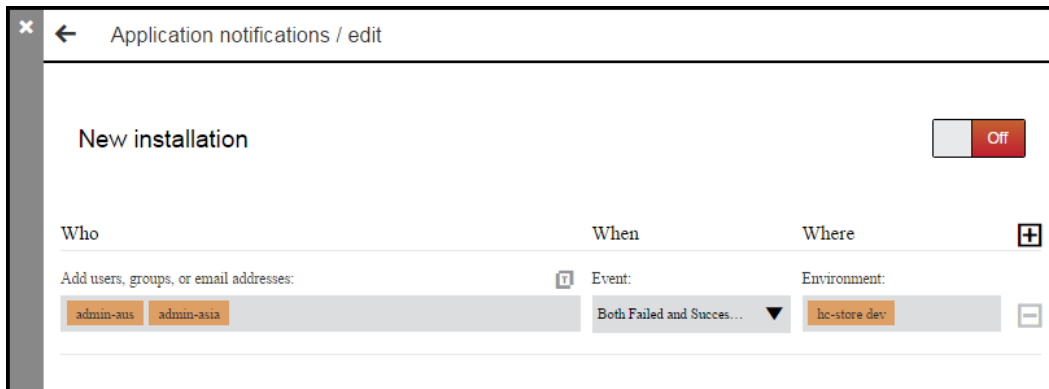 Application notifications / edit
New installation
Off
Who When Where
Add users, groups, or email addresses: T Event: Environment:
admin-aus admin-asia Both Failed and Succes... hc-store dev